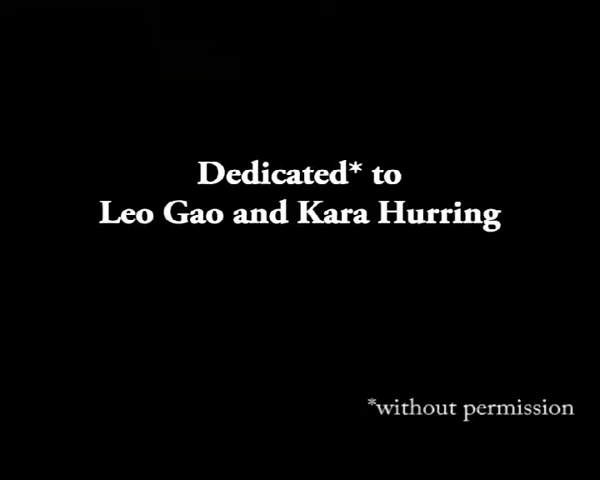 Dedicated* to
Leo Gao and Kara Hurring
*without permission